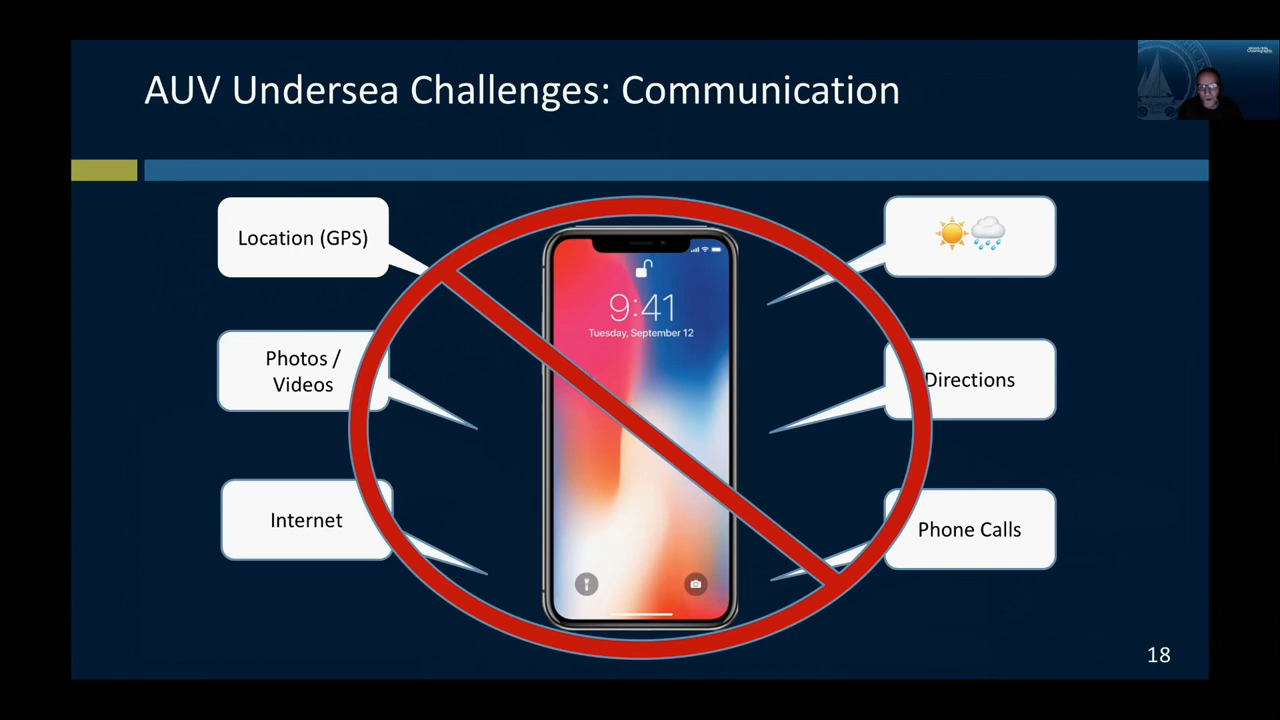 AUV Undersea Challenges: Communication
Location (GPS)
Photos /
Videos
Internet
9:41
Tuesday, September 12
Directions
Phone Calls
18